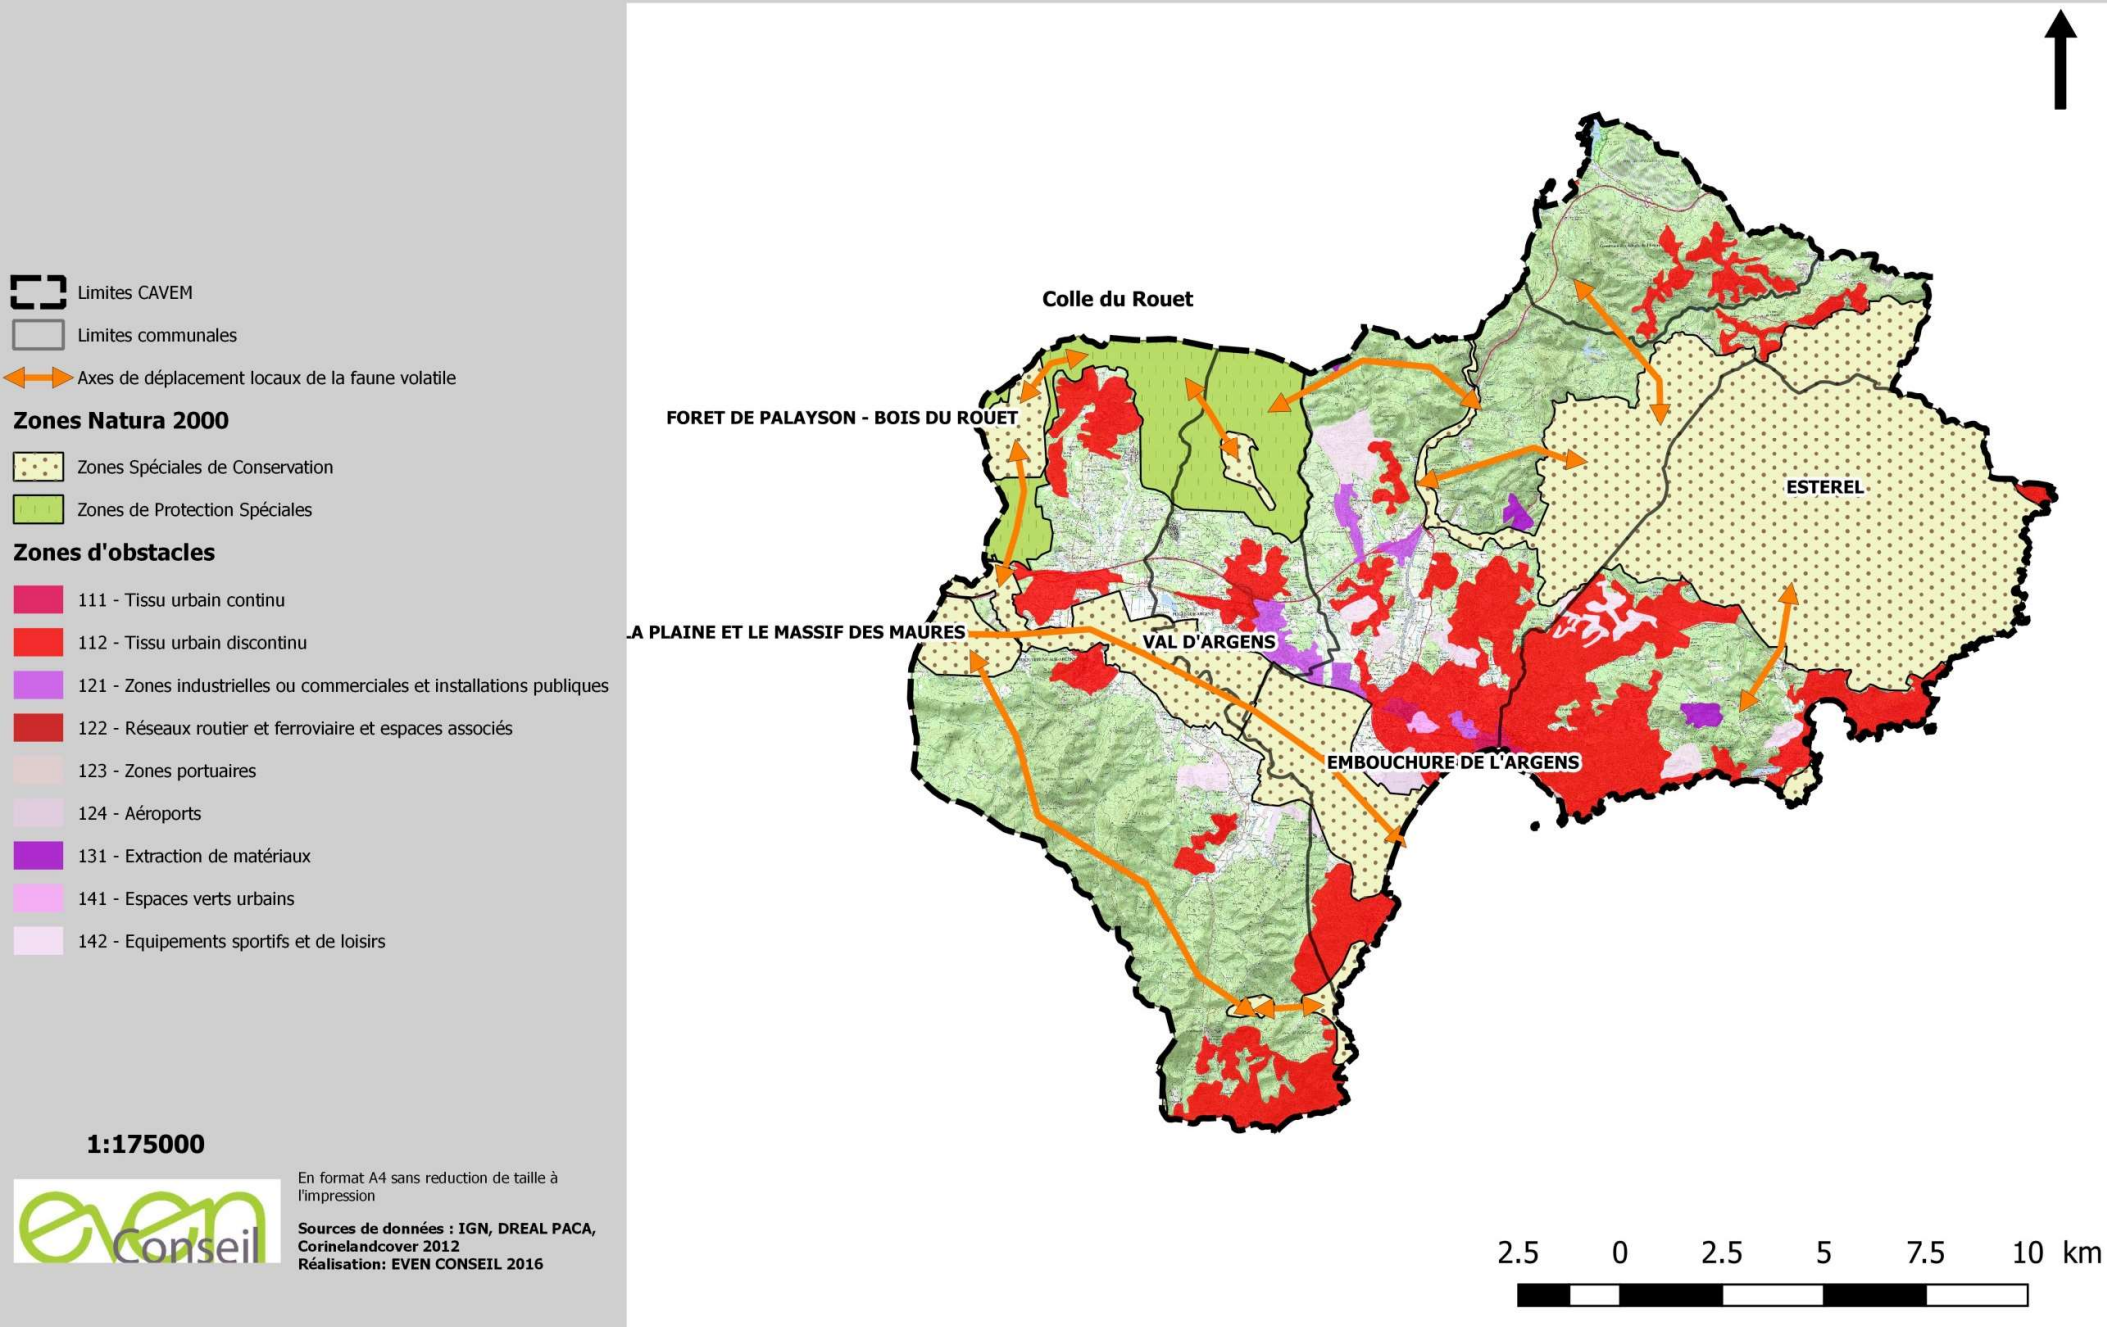 Limites CAVEM
Limites communales
Axes de déplacement locaux de la faune volatile
Zones Natura 2000
Zones Spéciales de Conservation
Zones de Protection Spéciales
Zones d'obstacles
111 - Tissu urbain continu
112 - Tissu urbain discontinu
121 - Zones industrielles ou commerciales et installations publiques
122 - Réseaux routier et ferroviaire et espaces associés
123 - Zones portuaires
124 - Aéroports
131 - Extraction de matériaux
141 - Espaces verts urbains
142 - Equipements sportifs et de loisirs
1:175000
even
Conseil
En format A4 sans reduction de taille à
l'impression
Sources de données : IGN, DREAL PACA,
Corinelandcover 2012
Réalisation: EVEN CONSEIL 2016
Colle du Rouet
FORET DE PALAYSON - BOIS DU ROUET
ESTEREL
LA PLAINE ET LE MASSIF DES MAURES
VAL D'ARGENS
EMBOUCHURE DE L'ARGENS
2.5 0 2.5 5 7.5 10 km